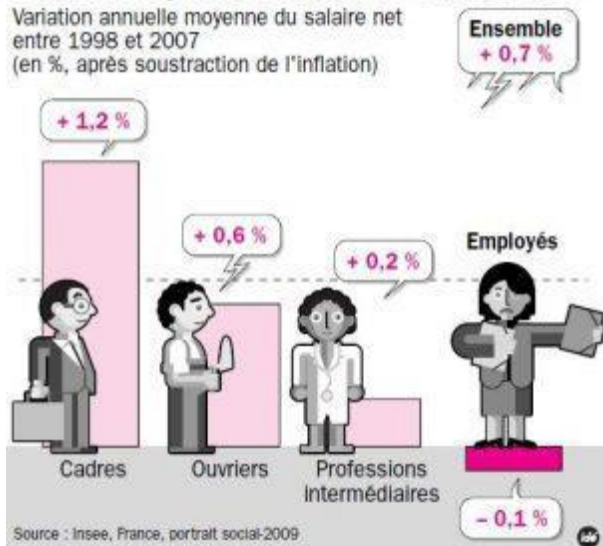 Variation annuelle moyenne du salaire net
entre 1998 et 2007
(en %, après soustraction de l'inflation)
Ensemble
+ 0,7 %
+ 1,2 %
+ 0,6 %
+ 0,2 %
Employés
Cadres
Ouvriers
Professions
intermédiaires
– 0,1 %
Source : Insee, France, portrait social-2009
idé